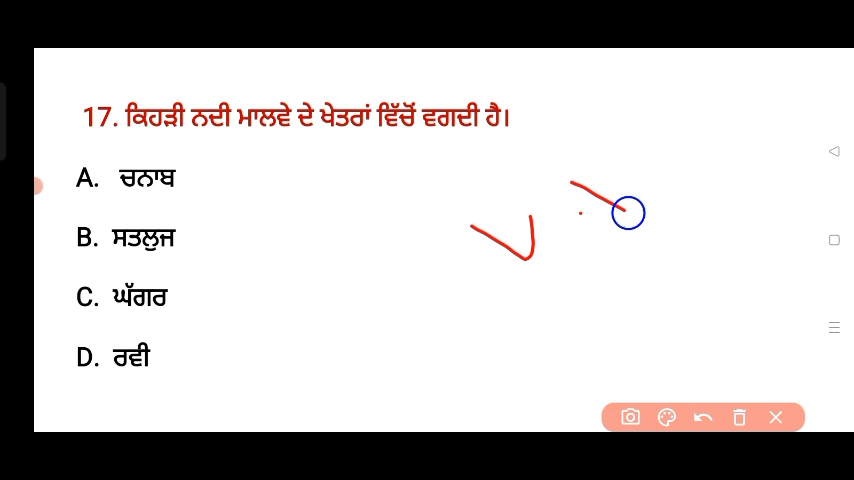 17. ਕਿਹੜੀ ਨਦੀ ਮਾਲਵੇ ਦੇ ਖੇਤਰਾਂ ਵਿੱਚੋਂ ਵਗਦੀ ਹੈ।
A. ਚਨਾਬ
B. ਸਤਲੁਜ
C. ਘੱਗਰ
D. ਰਵੀ